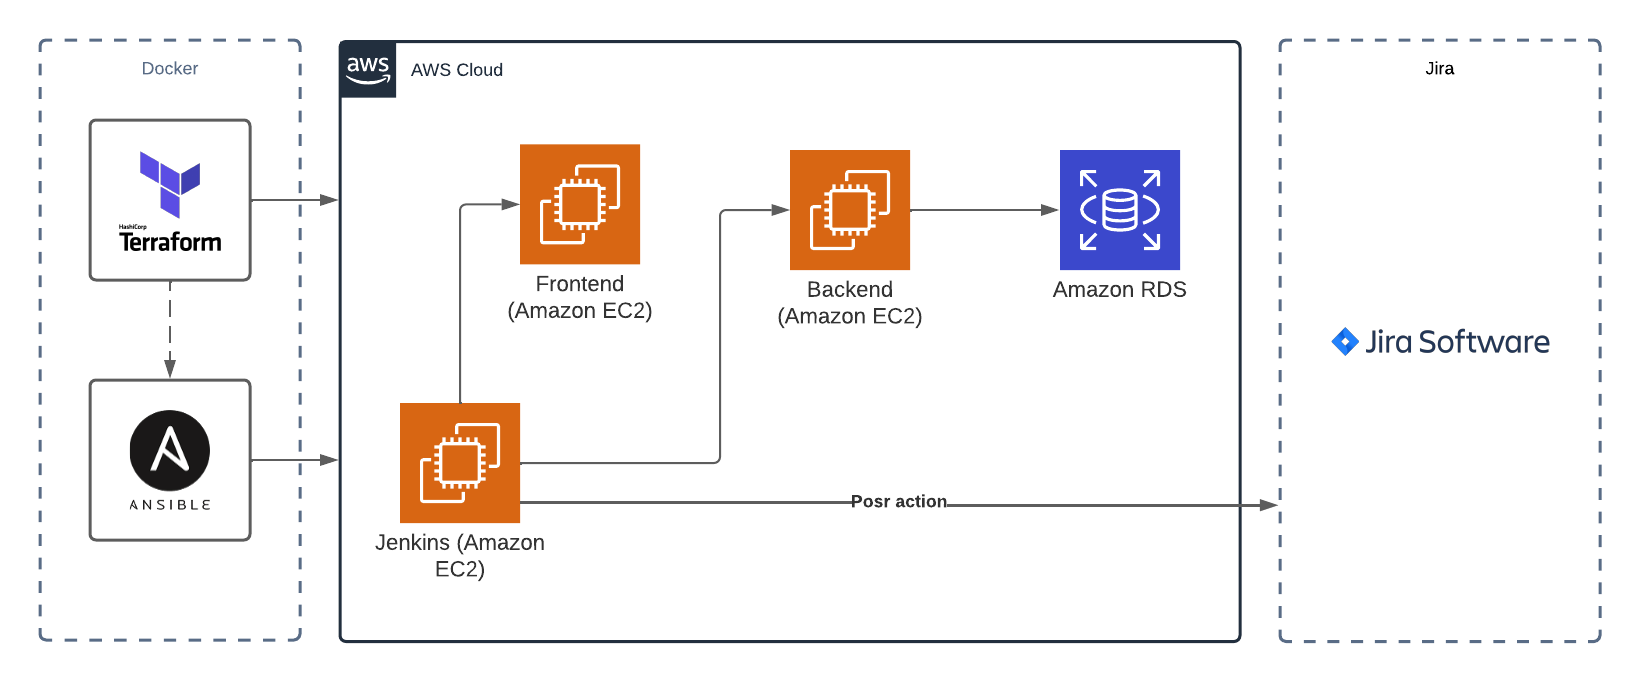 Docker
HashiCorp
Terraform
ANSIBLE
aws
AWS Cloud
Frontend
(Amazon EC2)
Backend
(Amazon EC2)
Amazon RDS
Jenkins (Amazon
EC2)
Posr action
Jira
Jira Software